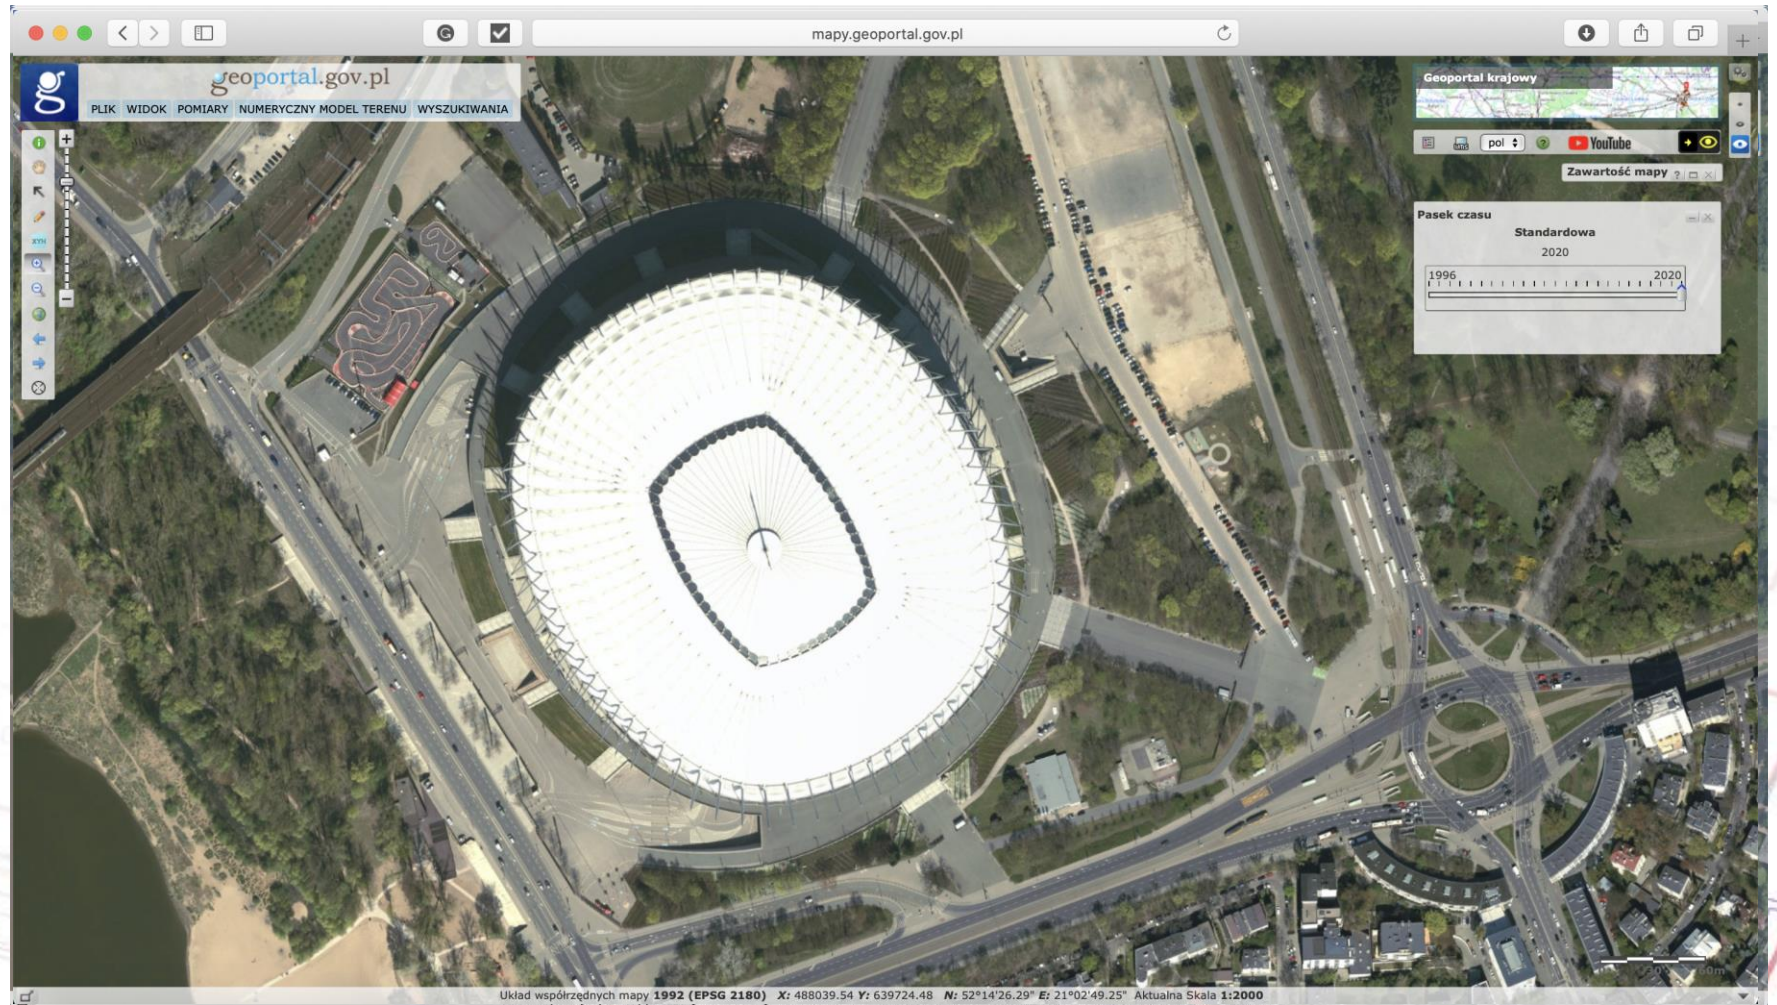 mapy.geoportal.gov.pl
geoportal.gov.pl
PLIK WIDOK POMIARY NUMERYCZNY MODEL TERENU WYSZUKIWANIA
Geoportal krajowy
pol
YouTube
Zawartość mapy
XYH
Pasek czasu
Standardowa
2020
1996 2020
Układ współrzędnych mapy 1992 (EPSG 2180) X: 488039.54 Y: 639724.48 N: 52°14'26.29" E: 21°02'49.25" Aktualna Skala 1:2000